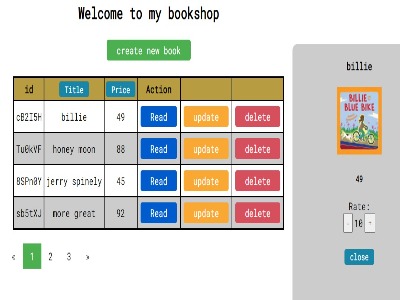 Welcome to my bookshop
create new book
id Title Price Action
cB2I5H billie 49 Read update delete
Tu0kVF honey moon 88 Read update delete
8SPn0Y jerry spinely 45 Read update delete
sb5tXJ more great 92 Read update delete
« 1 2 3 »
billie
BILLIE
BLUE BIKE
49
Rate:
- 10 +
close